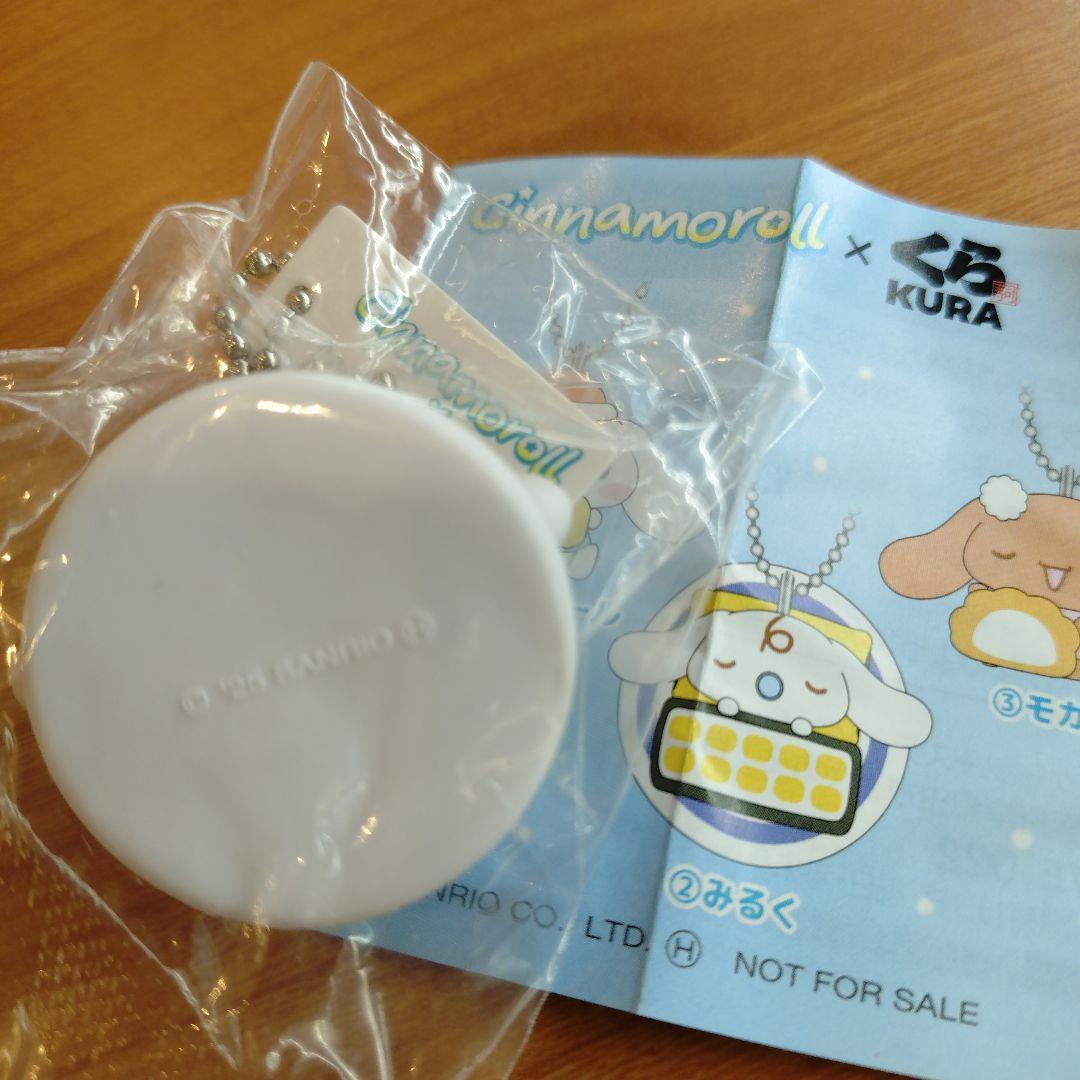 Cinnamoroll × くら
KURA
Cinnamoroll
© '25 SANRIO Ⓗ
③モカ
②みるく
NRIO CO., LTD. Ⓗ NOT FOR SALE